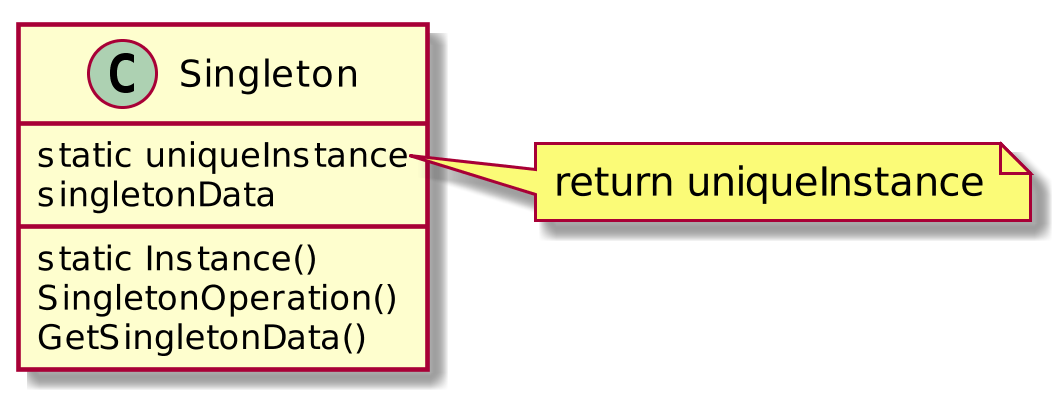 C Singleton
static uniqueInstance
singletonData
return uniqueInstance
static Instance()
SingletonOperation()
GetSingletonData()